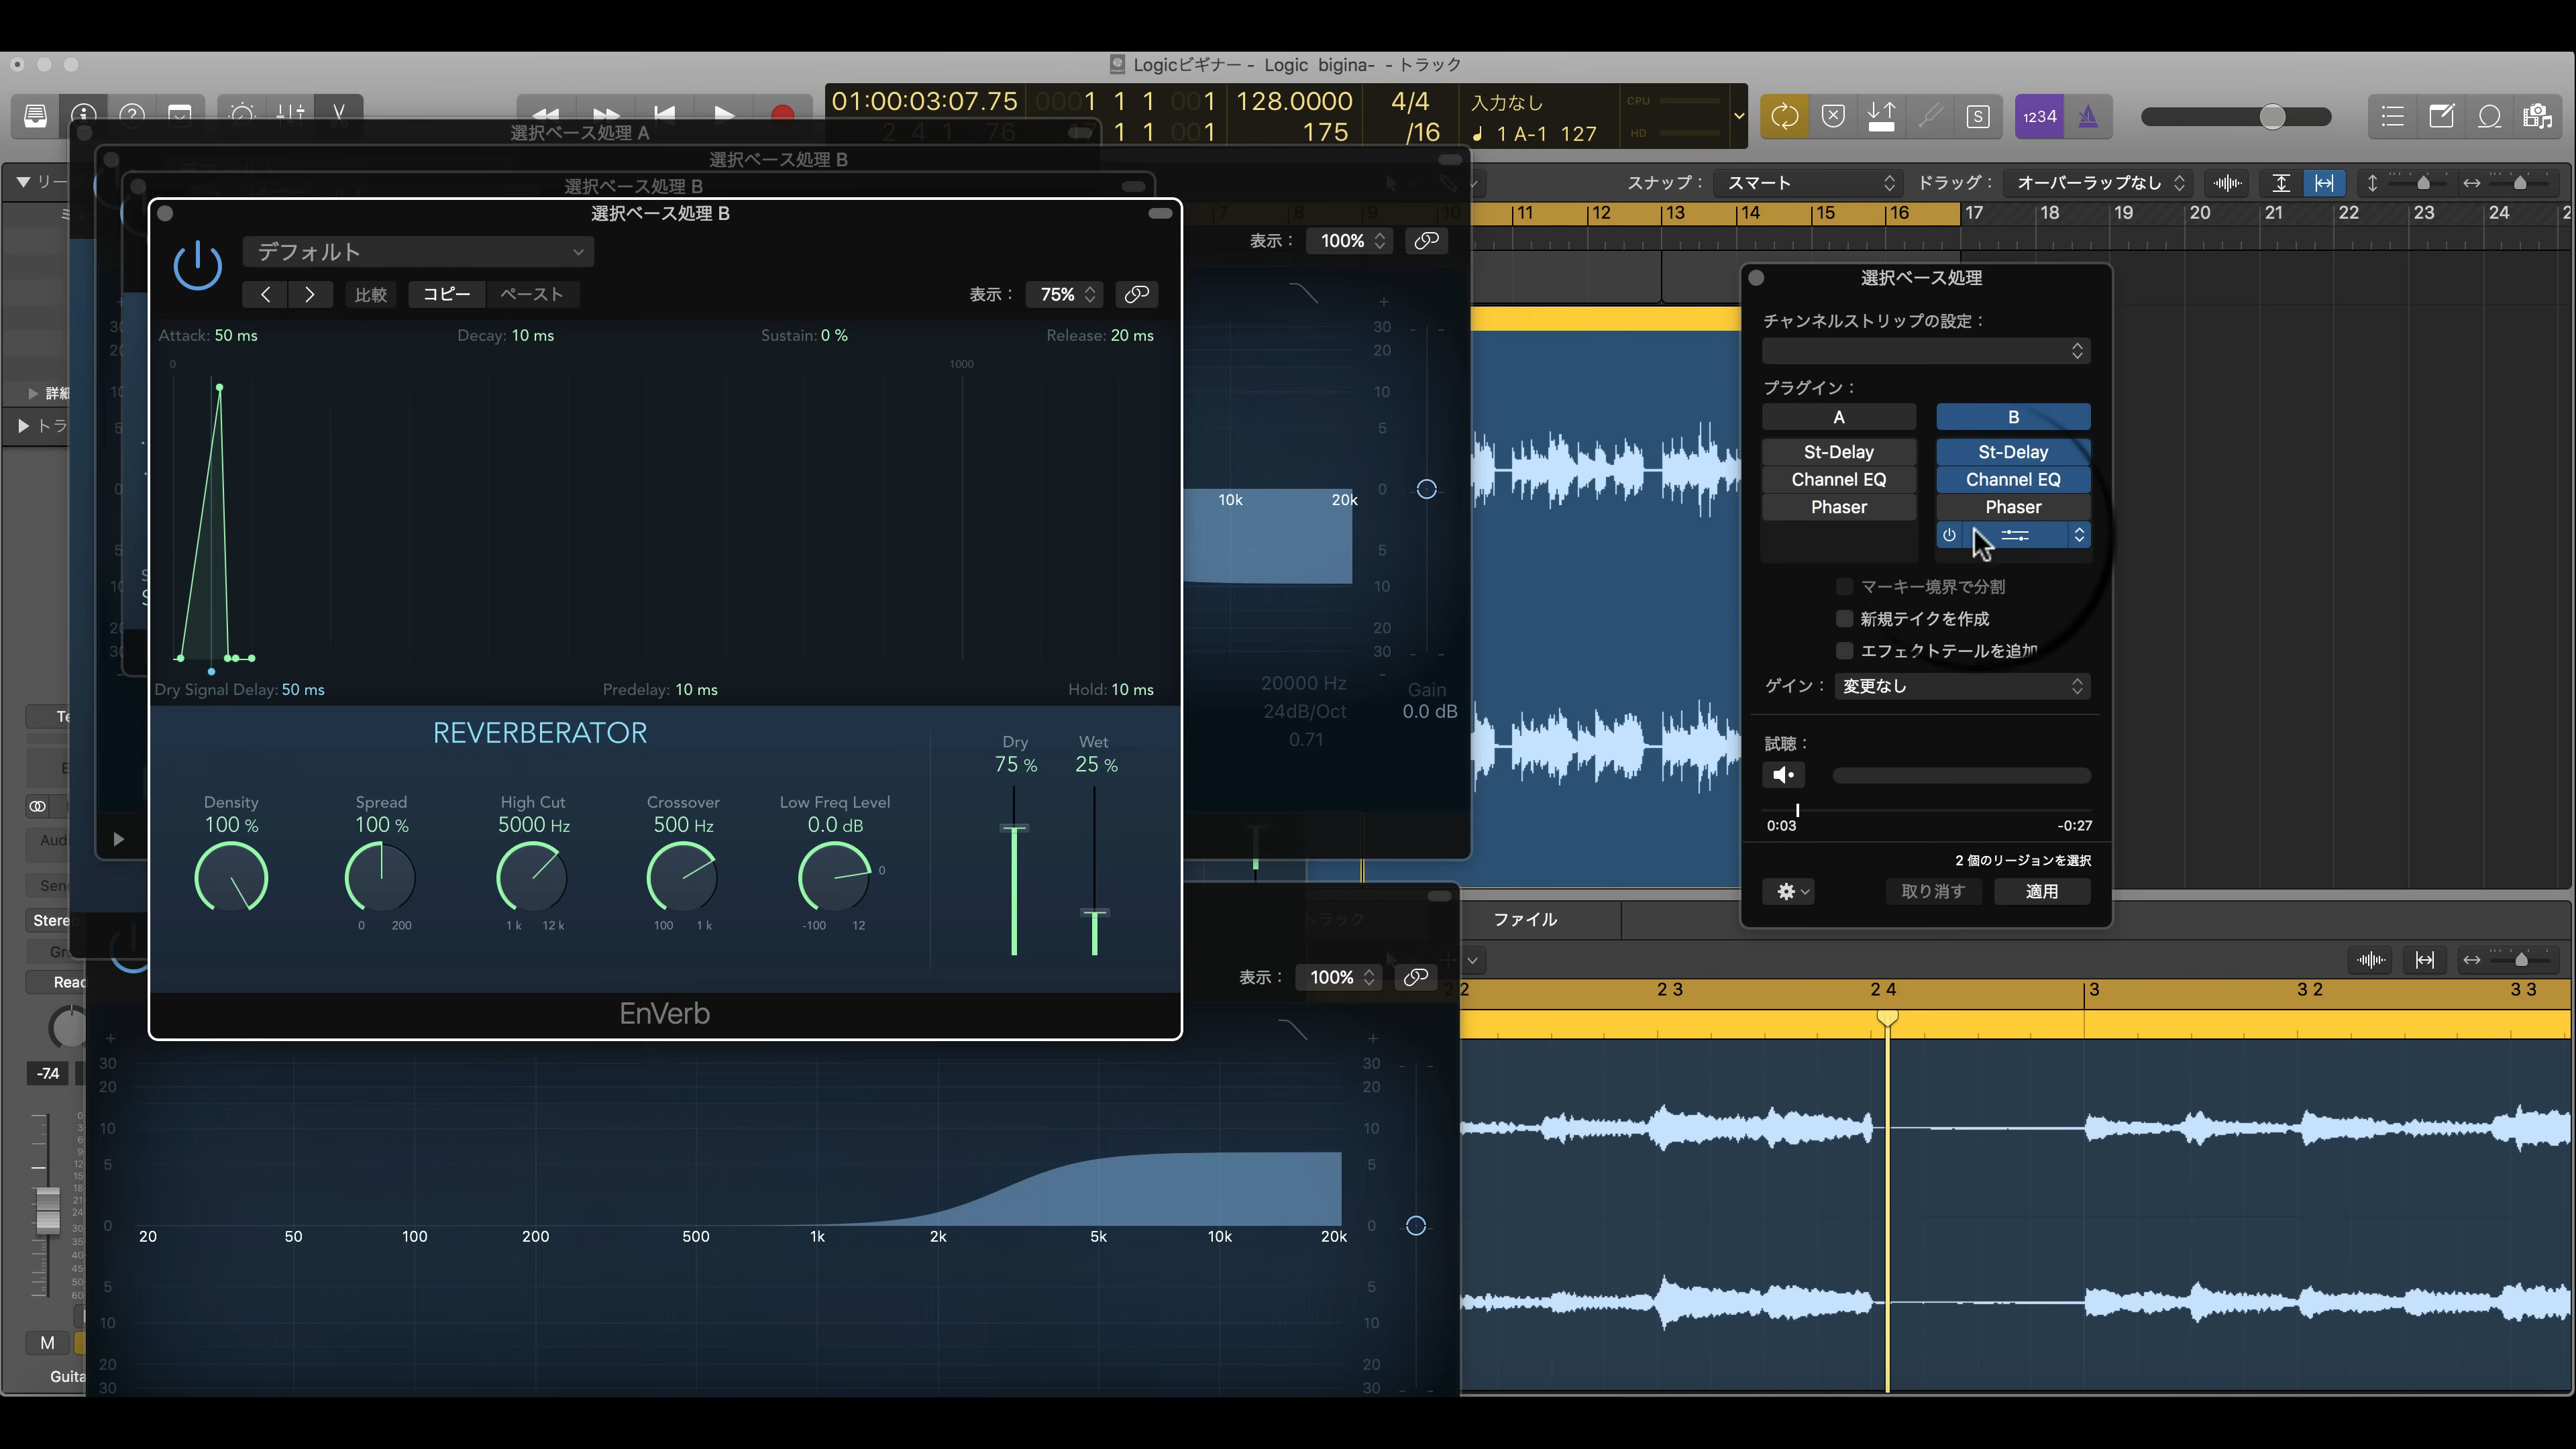 Logicビギナー - Logic bigina- - トラック
01:00:03:07.75
0001 1 1 001
128.0000
4/4
入力なし
CPU
2 4 1 76
17 1 1 001
175
/16
1 A-1 127
HD
S
1234
リー
スナップ：
スマート
ドラッグ：
オーバーラップなし
7 8 9 10 11 12 13 14 15 16 17 18 19 20 21 22 23 24
選択ベース処理 A
選択ベース処理 B
選択ベース処理 B
選択ベース処理 B
デフォルト
比較
コピー
ペースト
表示：
75%
Attack: 50 ms
Decay: 10 ms
Sustain: 0 %
Release: 20 ms
0
1000
Dry Signal Delay: 50 ms
Predelay: 10 ms
Hold: 10 ms
REVERBERATOR
Dry
75 %
Wet
25 %
Density
100 %
Spread
100 %
0 200
High Cut
5000 Hz
1 k 12 k
Crossover
500 Hz
100 1 k
Low Freq Level
0.0 dB
0
-100 12
EnVerb
表示：
100%
+
30
20
10
5
0
10k
20k
5
10
20
30
-
20000 Hz
24dB/Oct
0.71
Gain
0.0 dB
選択ベース処理
チャンネルストリップの設定：
プラグイン：
A
B
St-Delay
St-Delay
Channel EQ
Channel EQ
Phaser
Phaser
マーキー境界で分割
新規テイクを作成
エフェクトテールを追加
ゲイン：
変更なし
試聴：
0:03
-0:27
2 個のリージョンを選択
取り消す
適用
詳細
トラ
Audi
Sen
Stere
Gr
Read
-7.4
M
Guita
トラック
ファイル
表示：
100%
2 2
2 3
2 4
3
3 2
3 3
+
30
20
10
5
0
20 50 100 200 500 1k 2k 5k 10k 20k
5
10
20
30
+
30
20
10
5
0
5
10
20
30